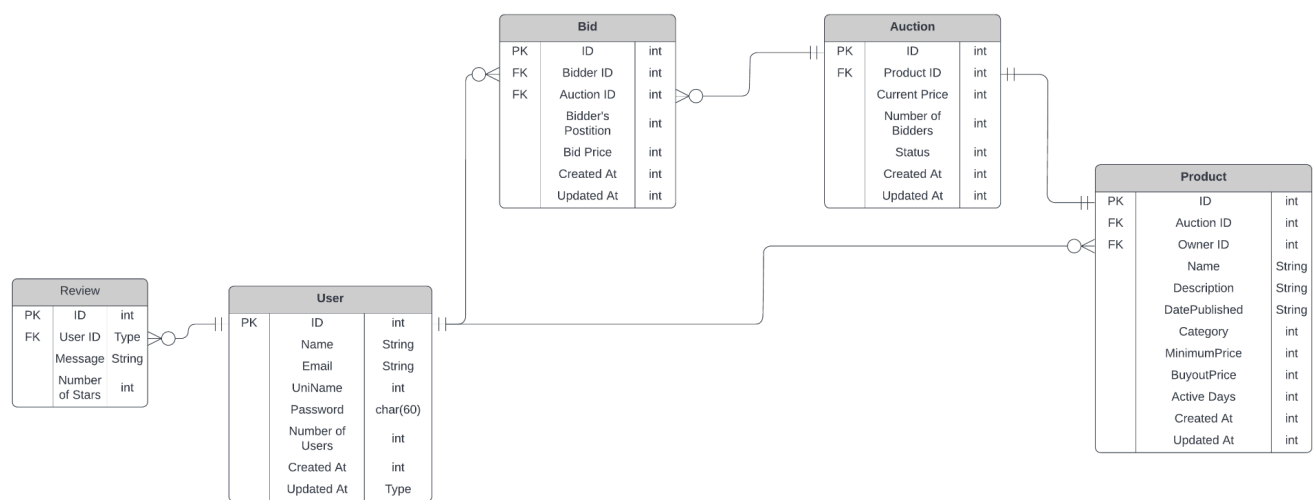 Bid
PK ID int
FK Bidder ID int
FK Auction ID int
Bidder's
Postition int
Bid Price int
Created At int
Updated At int
Auction
PK ID int
FK Product ID int
Current Price int
Number of
Bidders int
Status int
Created At int
Updated At int
Product
PK ID int
FK Auction ID int
FK Owner ID int
Name String
Description String
DatePublished String
Category int
MinimumPrice int
BuyoutPrice int
Active Days int
Created At int
Updated At int
Review
PK ID int
FK User ID Type
Message String
Number
of Stars int
User
PK ID int
Name String
Email String
UniName int
Password char(60)
Number of
Users int
Created At int
Updated At Type